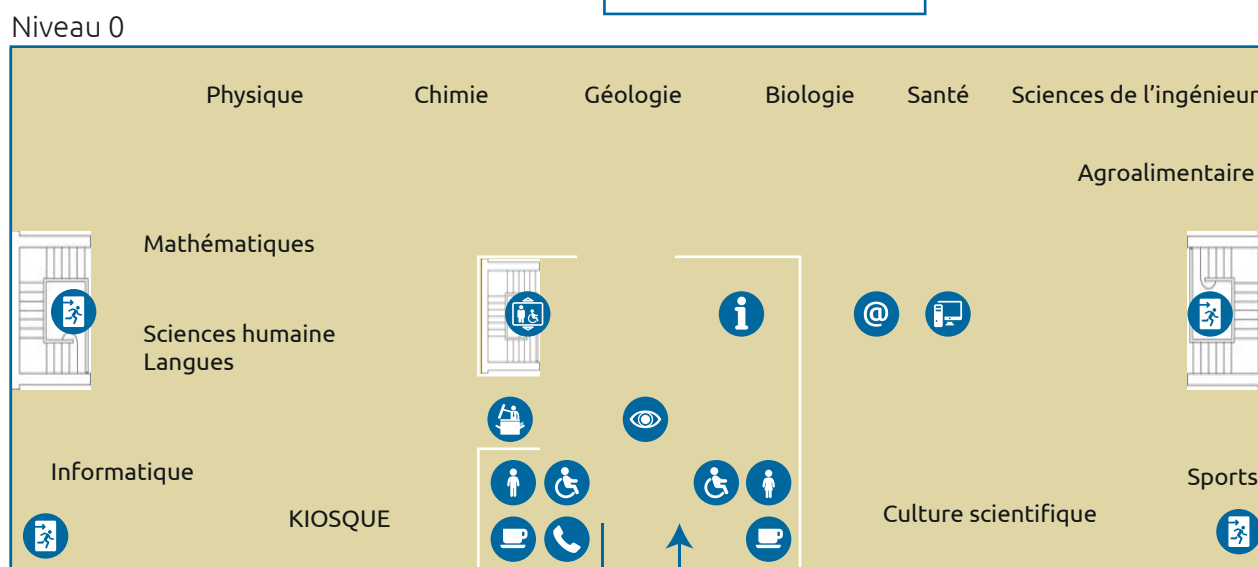 Niveau 0
Physique
Chimie
Géologie
Biologie
Santé
Sciences de l'ingénieur
Agroalimentaire
Mathématiques
Sciences humaine
Langues
@
Informatique
Sports
KIOSQUE
Culture scientifique